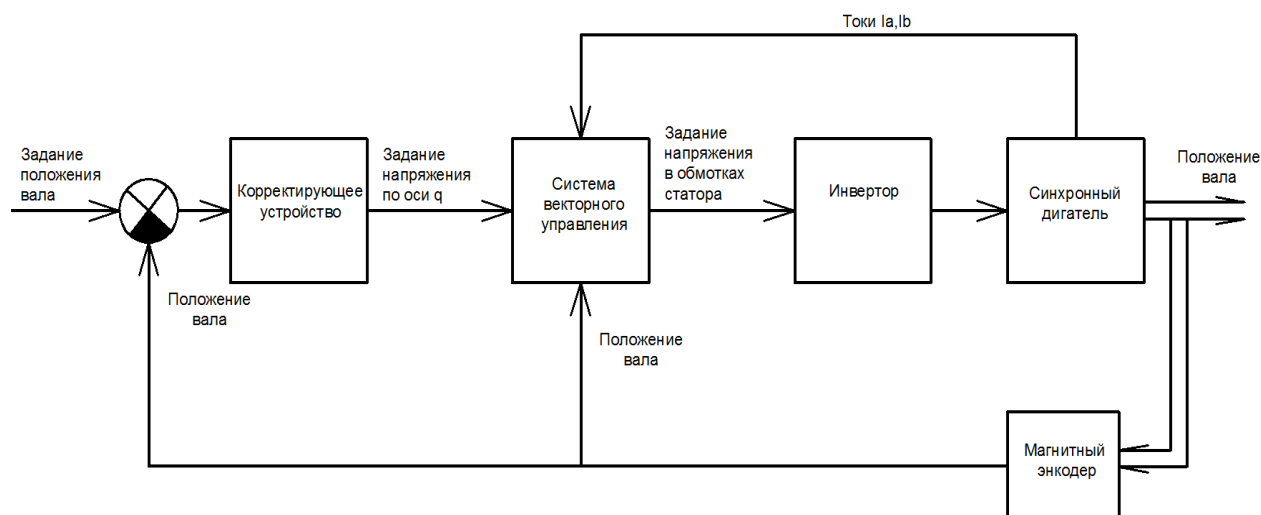 Токи Ia,Ib
Задание
положения
вала
Корректирующее
устройство
Задание
напряжения
по оси q
Система
векторного
управления
Задание
напряжения
в обмотках
статора
Инвертор
Синхронный
дигатель
Положение
вала
Положение
вала
Положение
вала
Магнитный
энкодер